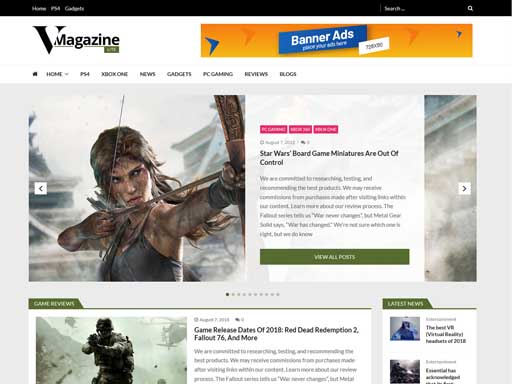 Home PS4 Gadgets
Search ...
V Magazine
LITE
Banner Ads
place your ads here
728X90
HOME PS4 XBOX ONE NEWS GADGETS PC GAMING REVIEWS BLOGS
PC GAMING XBOX 360 XBOX ONE
August 7, 2018 / 0
Star Wars' Board Game Miniatures Are Out Of
Control
We are committed to researching, testing, and
recommending the best products. We may receive
commissions from purchases made after visiting links within
our content. Learn more about our review process. The
Fallout series tells us "War never changes", but Metal Gear
Solid says, "War has changed." We're not sure which one is
right, but we do know
VIEW ALL POSTS
GAME REVIEWS
August 7, 2018 0
Game Release Dates Of 2018: Red Dead Redemption 2,
Fallout 76, And More
We are committed to researching, testing, and recommending the
best products. We may receive commissions from purchases made
after visiting links within our content. Learn more about our
review process. The Fallout series tells us "War never
LATEST NEWS
Entertainment
The best VR
(Virtual Reality)
headsets of 2018
Entertainment
Essential has
acknowledged